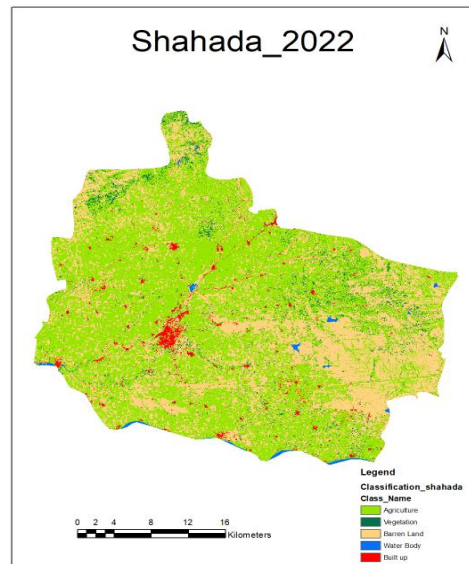 Shahada_2022
N
Legend
Classification_shahada
Class_Name
Agriculture
Vegetation
Barren Land
Water Body
Built up
0 2 4 8 12 16
Kilometers